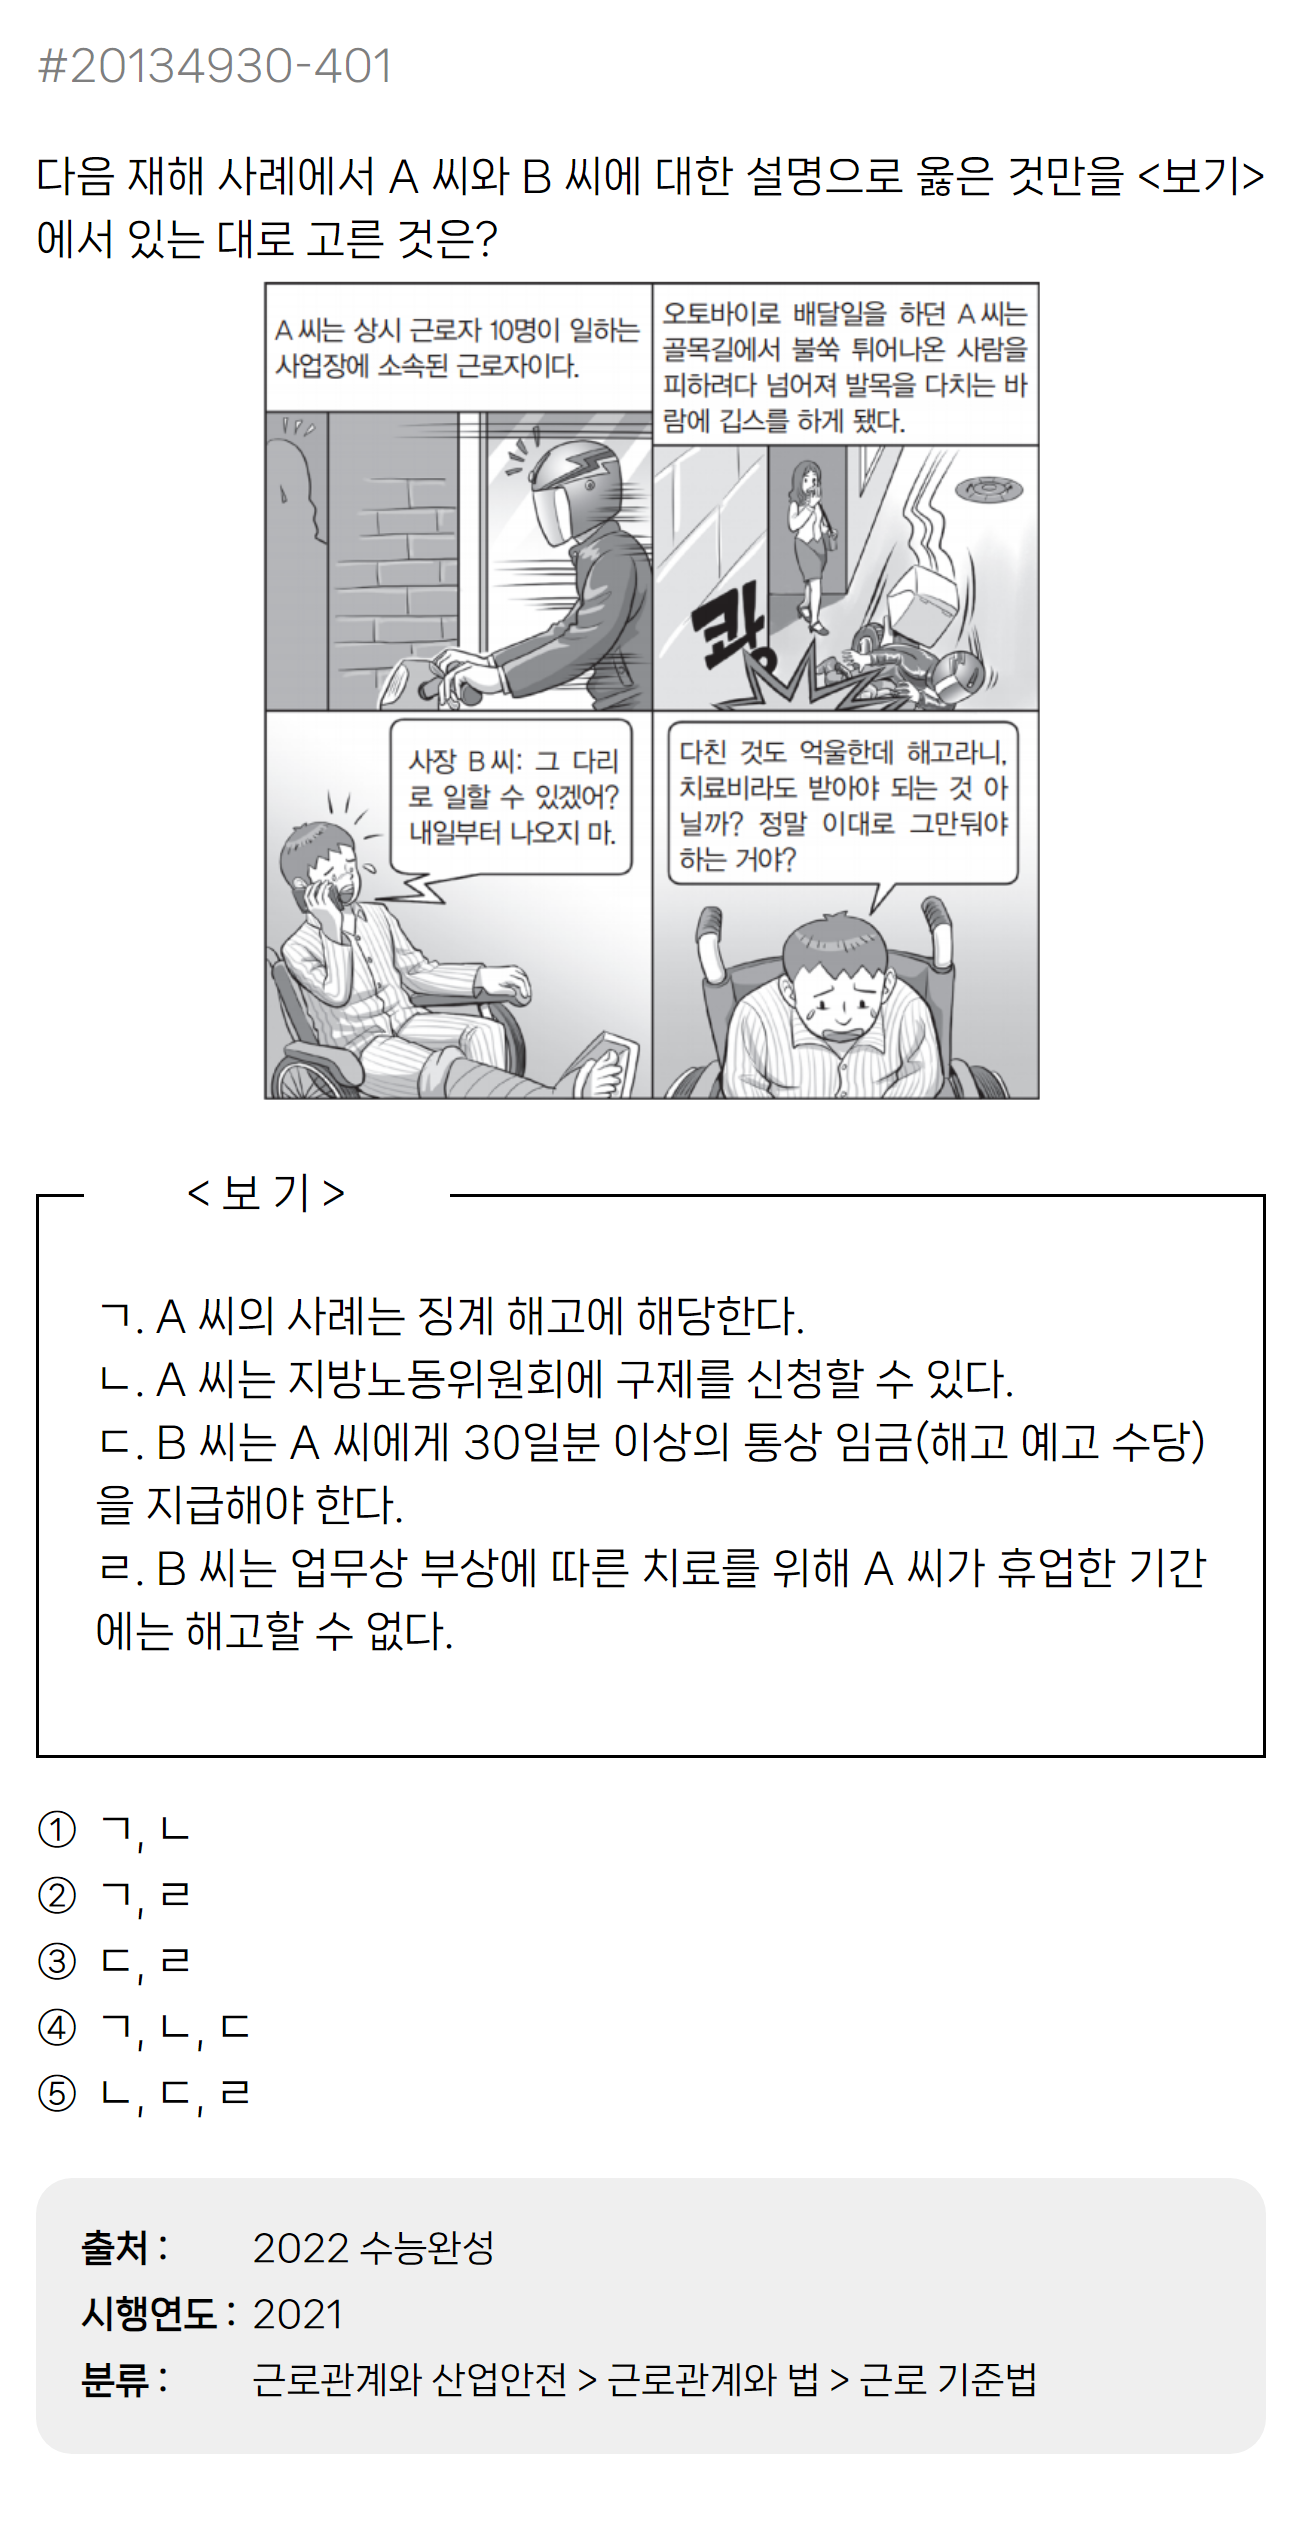 #20134930-401
다음 재해 사례에서 A 씨와 B 씨에 대한 설명으로 옳은 것만을 <보기>
에서 있는 대로 고른 것은?
A 씨는 상시 근로자 10명이 일하는
사업장에 소속된 근로자이다.
오토바이로 배달일을 하던 A 씨는
골목길에서 불쑥 튀어나온 사람을
피하려다 넘어져 발목을 다치는 바
람에 깁스를 하게 됐다.
쾅
사장 B 씨: 그 다리
로 일할 수 있겠어?
내일부터 나오지 마.
다친 것도 억울한데 해고라니,
치료비라도 받아야 되는 것 아
닐까? 정말 이대로 그만둬야
하는 거야?
< 보 기 >
ㄱ. A 씨의 사례는 징계 해고에 해당한다.
ㄴ. A 씨는 지방노동위원회에 구제를 신청할 수 있다.
ㄷ. B 씨는 A 씨에게 30일분 이상의 통상 임금(해고 예고 수당)
을 지급해야 한다.
ㄹ. B 씨는 업무상 부상에 따른 치료를 위해 A 씨가 휴업한 기간
에는 해고할 수 없다.
① ㄱ, ㄴ
② ㄱ, ㄹ
③ ㄷ, ㄹ
④ ㄱ, ㄴ, ㄷ
⑤ ㄴ, ㄷ, ㄹ
출처 : 2022 수능완성
시행연도 : 2021
분류 : 근로관계와 산업안전 > 근로관계와 법 > 근로 기준법